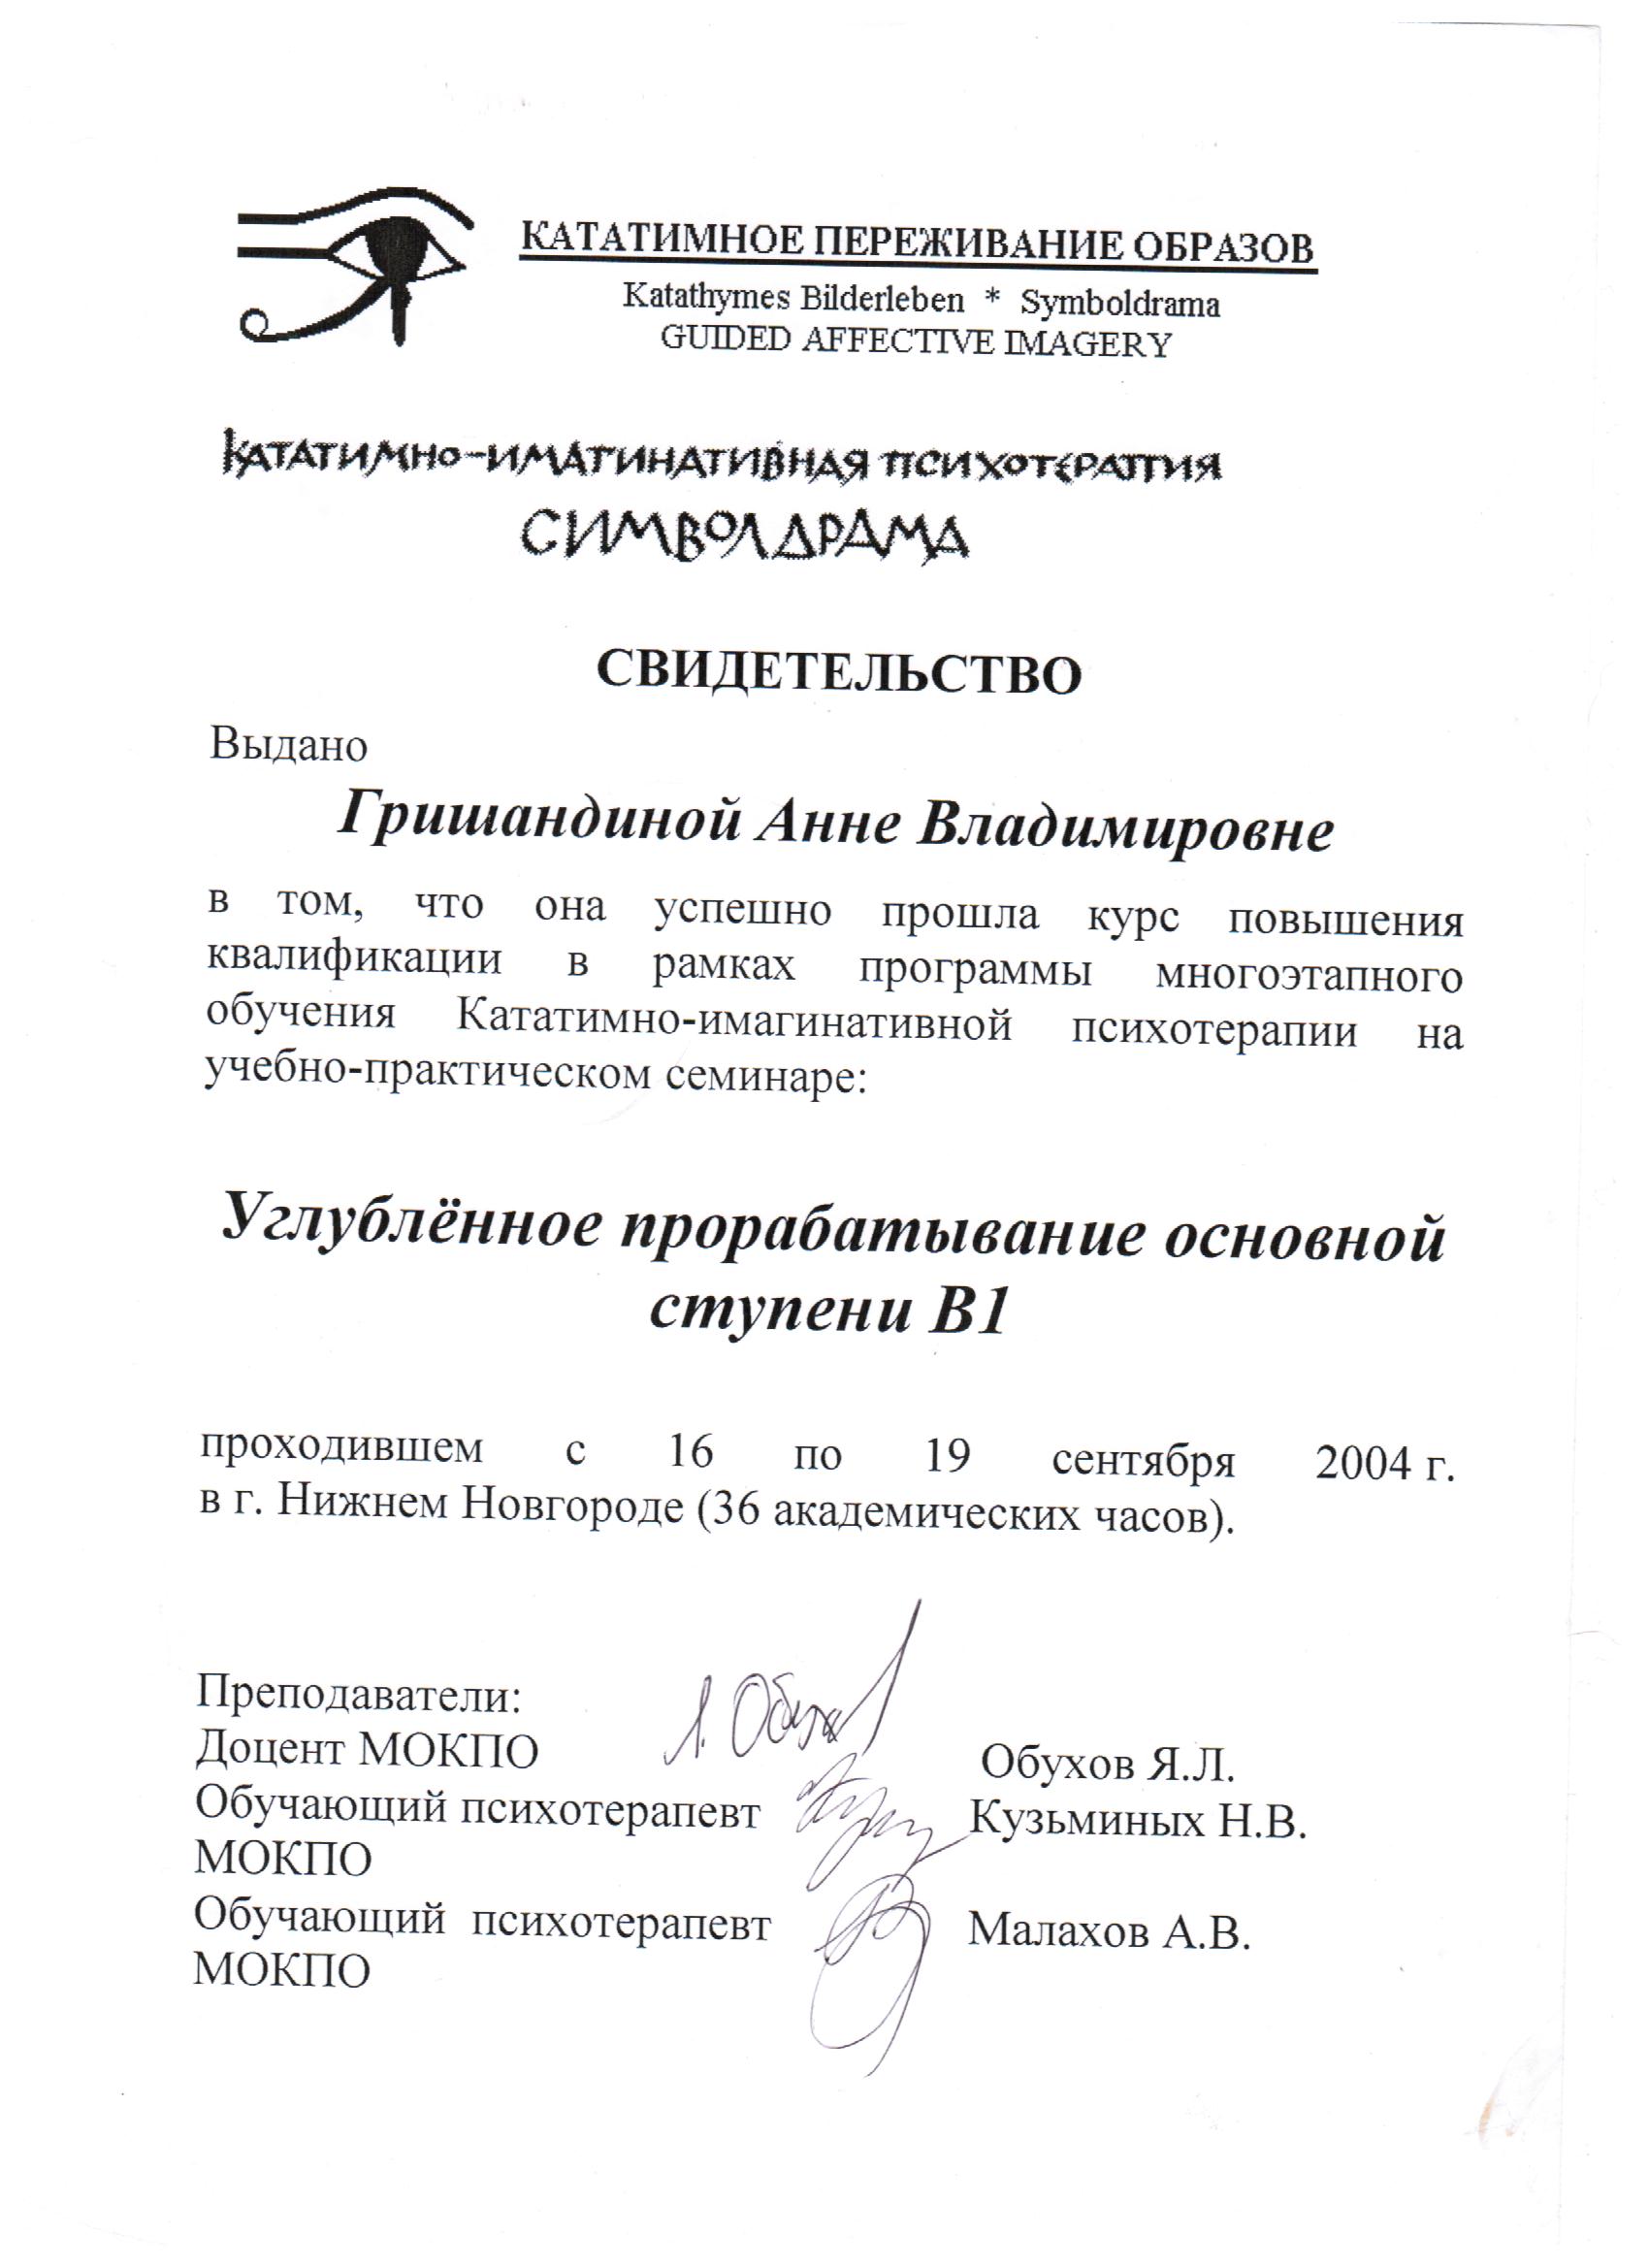 КАТАТИМНОЕ ПЕРЕЖИВАНИЕ ОБРАЗОВ
Katathymes Bilderleben * Symboldrama
GUIDED AFFECTIVE IMAGERY
КАТАТИМНО-ИМАГИНАТИВНАЯ ПСИХОТЕРАПИЯ
СИМВОЛДРАМА
СВИДЕТЕЛЬСТВО
Выдано
Гришандиной Анне Владимировне
в том, что она успешно прошла курс повышения
квалификации в рамках программы многоэтапного
обучения Кататимно-имагинативной психотерапии на
учебно-практическом семинаре:
Углублённое прорабатывание основной
ступени В1
проходившем с 16 по 19 сентября 2004 г.
в г. Нижнем Новгороде (36 академических часов).
Преподаватели:
Доцент МОКПО Обухов Я.Л.
Обучающий психотерапевт Кузьминых Н.В.
МОКПО
Обучающий психотерапевт Малахов А.В.
МОКПО